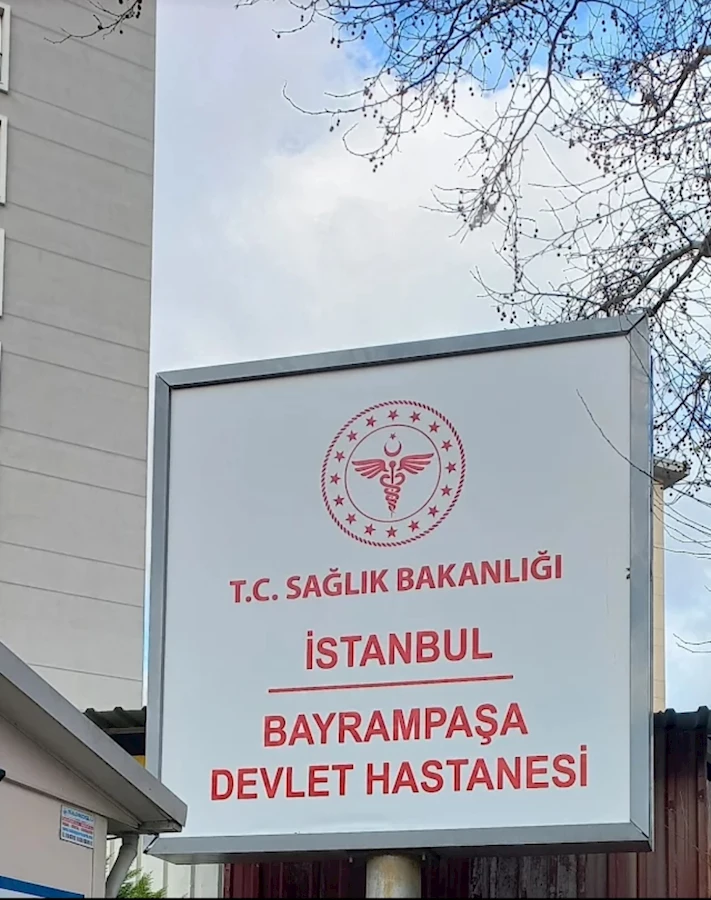 T.C. SAĞLIK BAKANLIĞI
İSTANBUL
BAYRAMPAŞA
DEVLET HASTANESİ